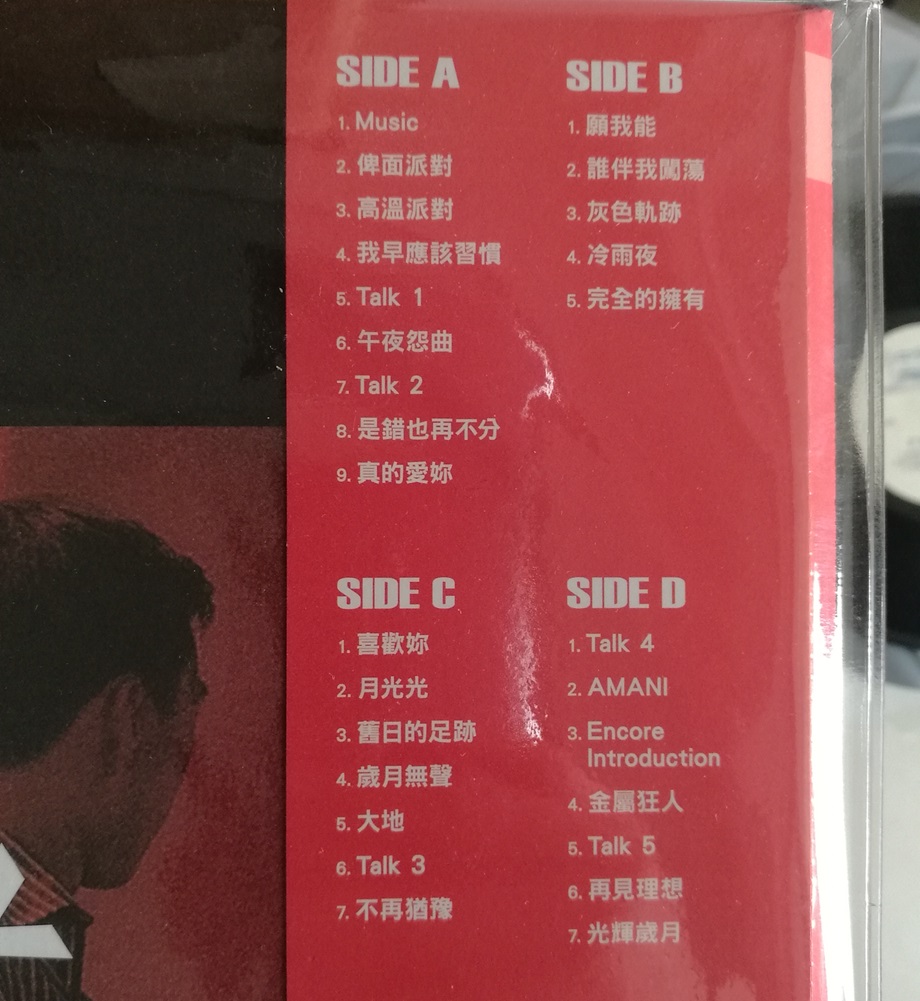 SIDE A
1. Music
2. 俾面派對
3. 高溫派對
4. 我早應該習慣
5. Talk 1
6. 午夜怨曲
7. Talk 2
8. 是錯也再不分
9. 真的愛妳
SIDE B
1. 願我能
2. 誰伴我闖蕩
3. 灰色軌跡
4. 冷雨夜
5. 完全的擁有
SIDE C
1. 喜歡妳
2. 月光光
3. 舊日的足跡
4. 歲月無聲
5. 大地
6. Talk 3
7. 不再猶豫
SIDE D
1. Talk 4
2. AMANI
3. Encore
Introduction
4. 金屬狂人
5. Talk 5
6. 再見理想
7. 光輝歲月